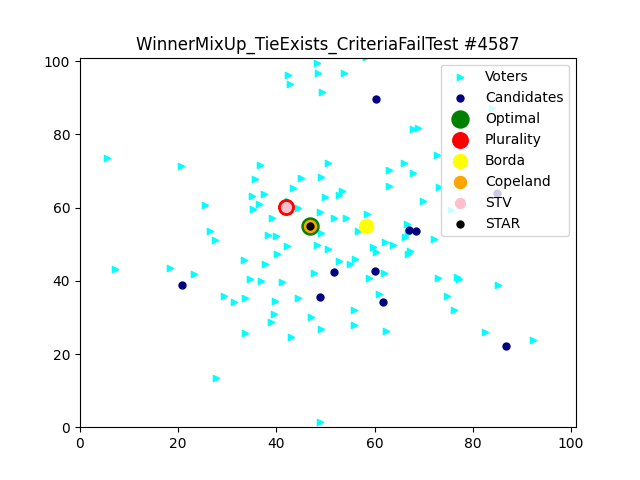 WinnerMixUp_TieExists_CriteriaFailTest #4587
100
80
60
40
20
0
0 20 40 60 80 100
Voters
Candidates
Optimal
Plurality
Borda
Copeland
STV
STAR